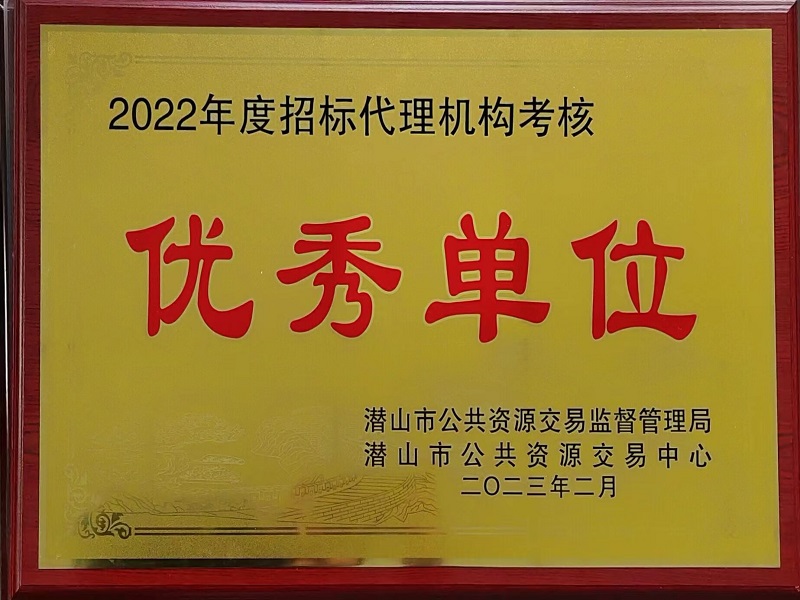 2022年度招标代理机构考核
优秀单位
潜山市公共资源交易监督管理局
潜山市公共资源交易中心
二〇二三年二月